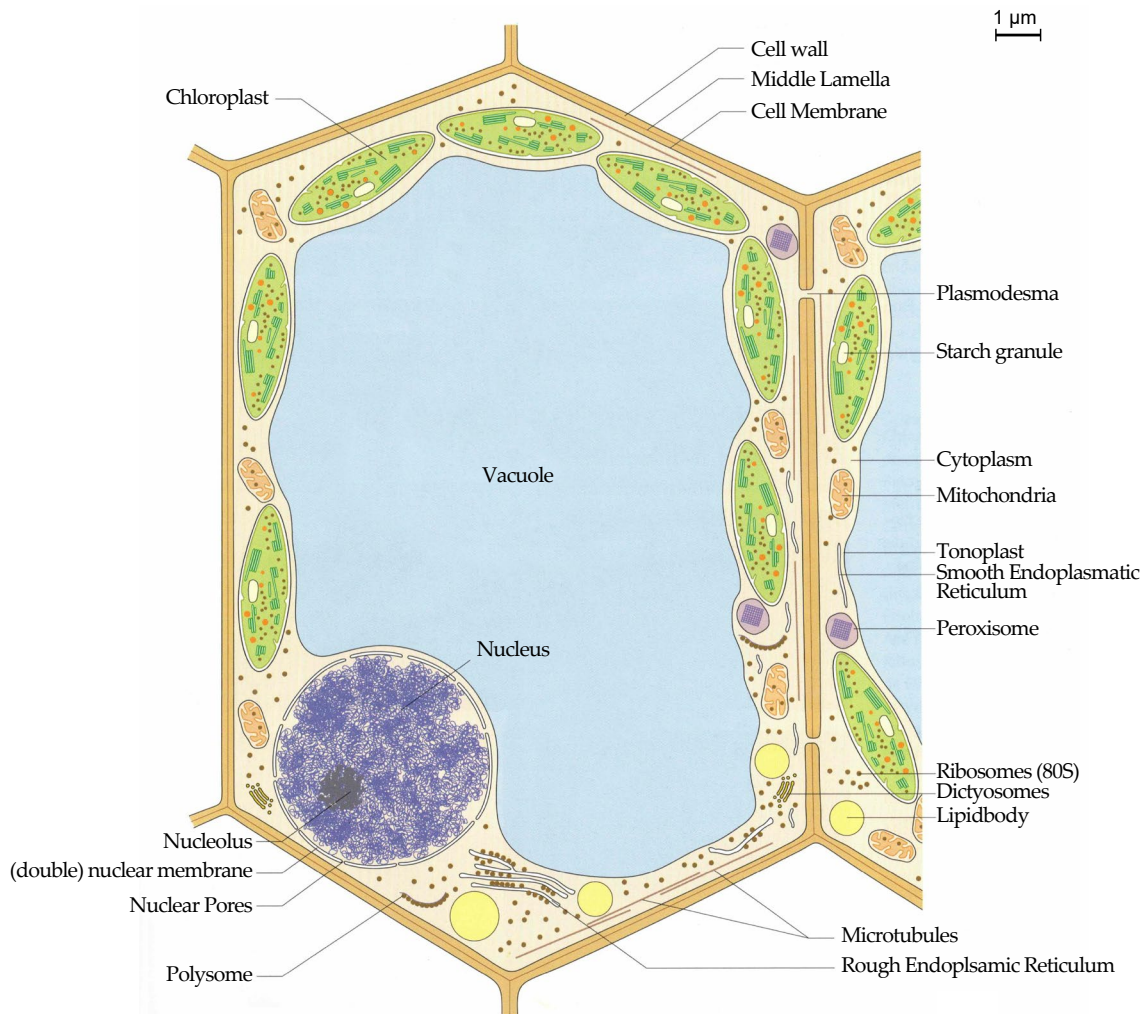 1 µm
Cell wall
Middle Lamella
Cell Membrane
Chloroplast
Plasmodesma
Starch granule
Vacuole
Cytoplasm
Mitochondria
Tonoplast
Smooth Endoplasmatic
Reticulum
Peroxisome
Nucleus
Ribosomes (80S)
Dictyosomes
Lipidbody
Nucleolus
(double) nuclear membrane
Nuclear Pores
Polysome
Microtubules
Rough Endoplsamic Reticulum